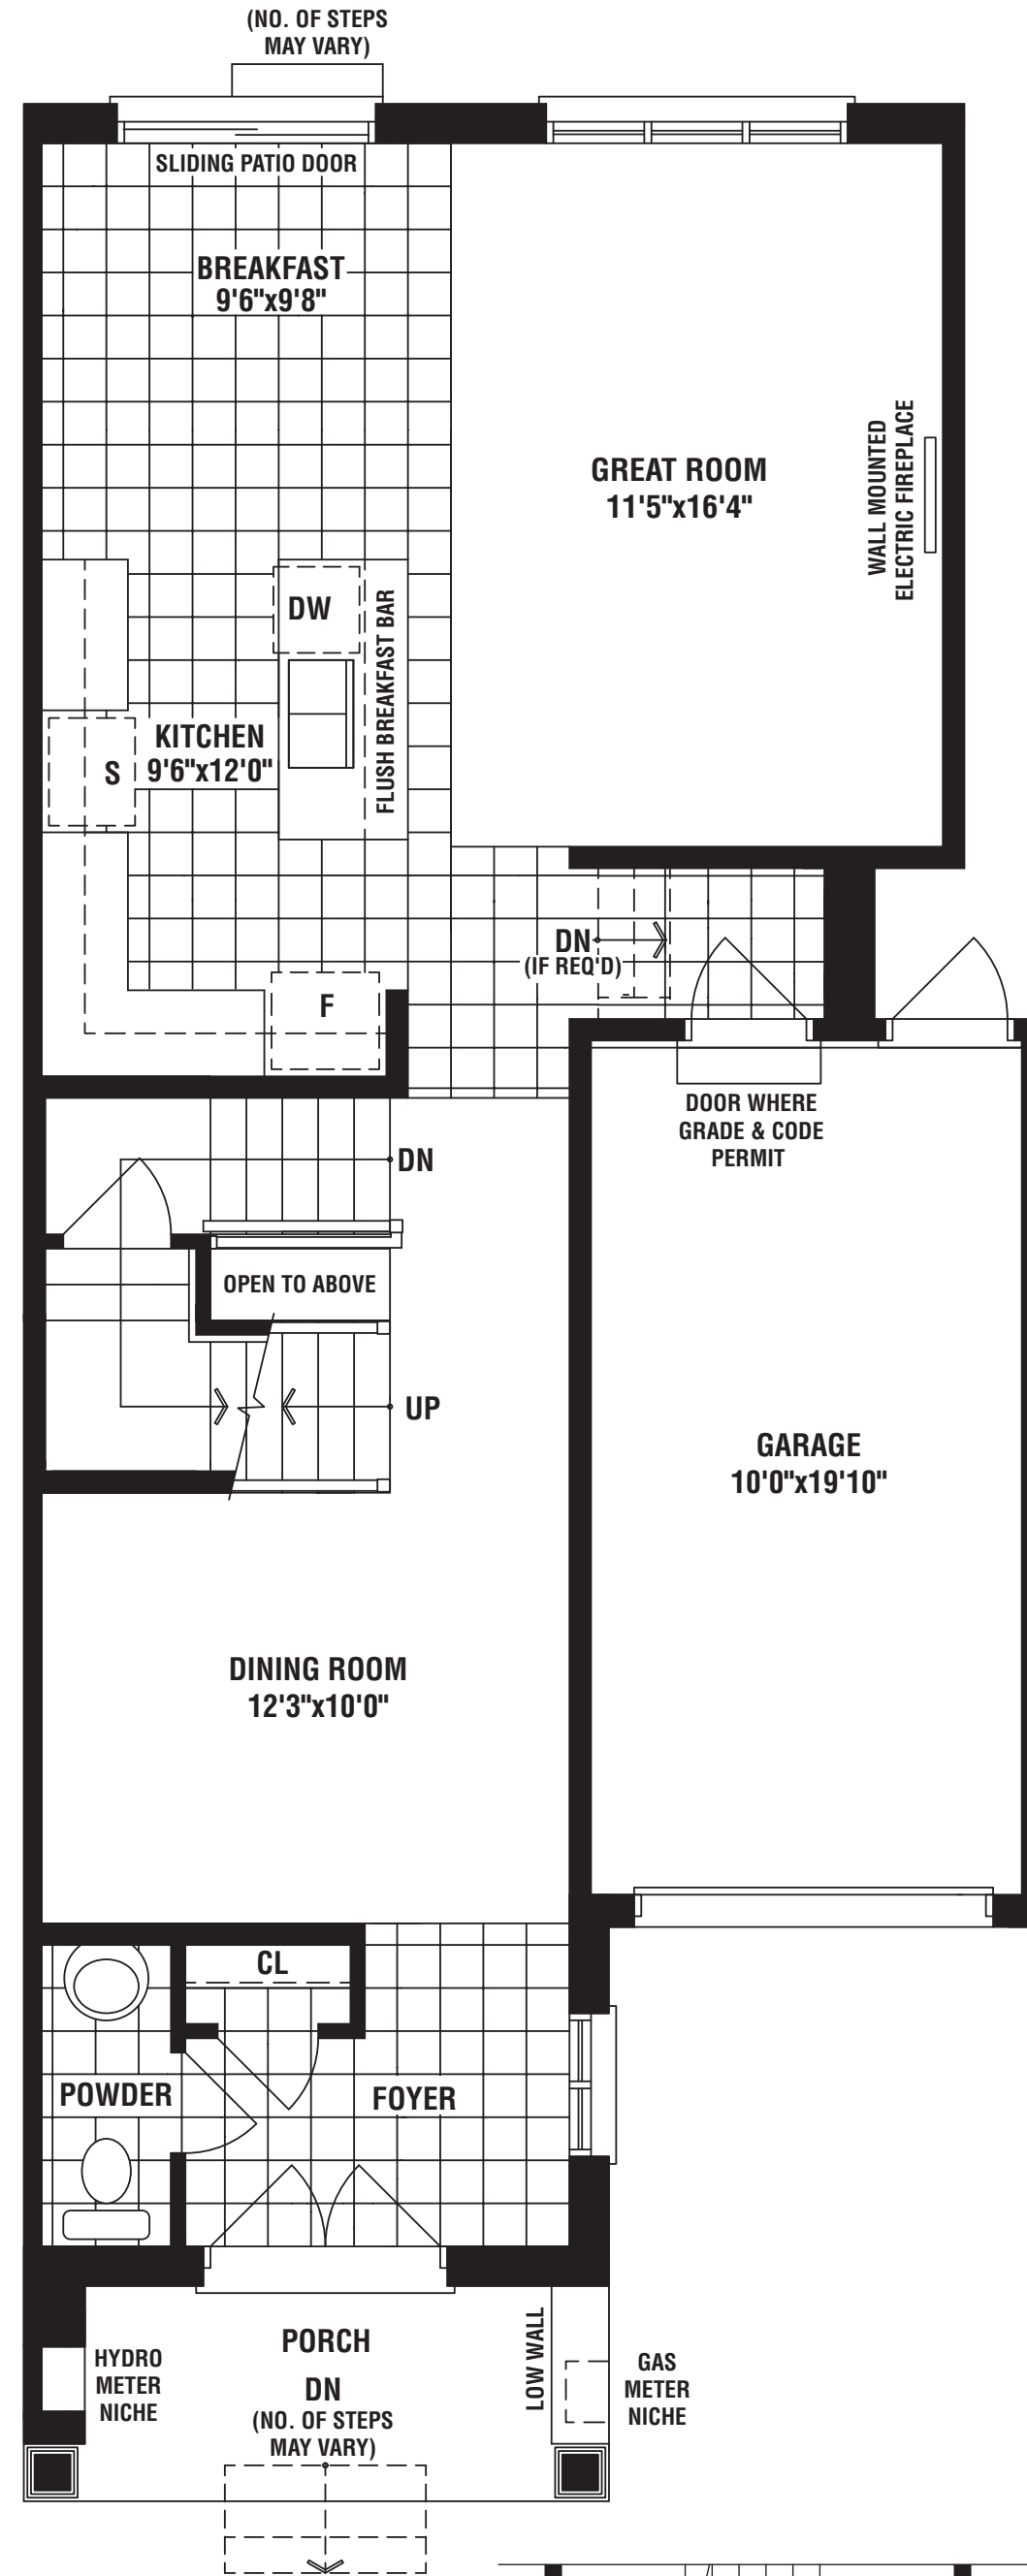 (NO. OF STEPS
MAY VARY)
SLIDING PATIO DOOR
BREAKFAST
9'6"x9'8"
GREAT ROOM
11'5"x16'4"
WALL MOUNTED
ELECTRIC FIREPLACE
DW
FLUSH BREAKFAST BAR
KITCHEN
9'6"x12'0"
S
DN
(IF REQ'D)
F
DOOR WHERE
GRADE & CODE
PERMIT
DN
OPEN TO ABOVE
UP
GARAGE
10'0"x19'10"
DINING ROOM
12'3"x10'0"
CL
POWDER
FOYER
PORCH
DN
(NO. OF STEPS
MAY VARY)
HYDRO
METER
NICHE
LOW WALL
GAS
METER
NICHE